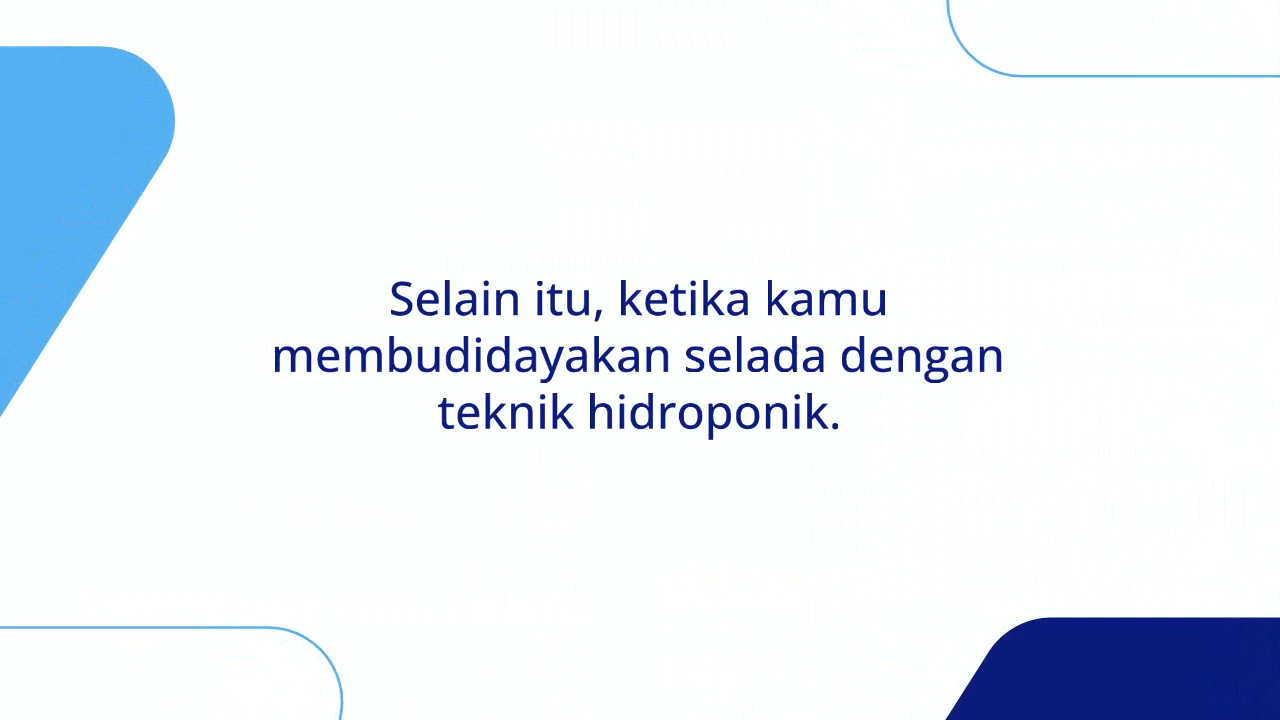 Selain itu, ketika kamu
membudidayakan selada dengan
teknik hidroponik.